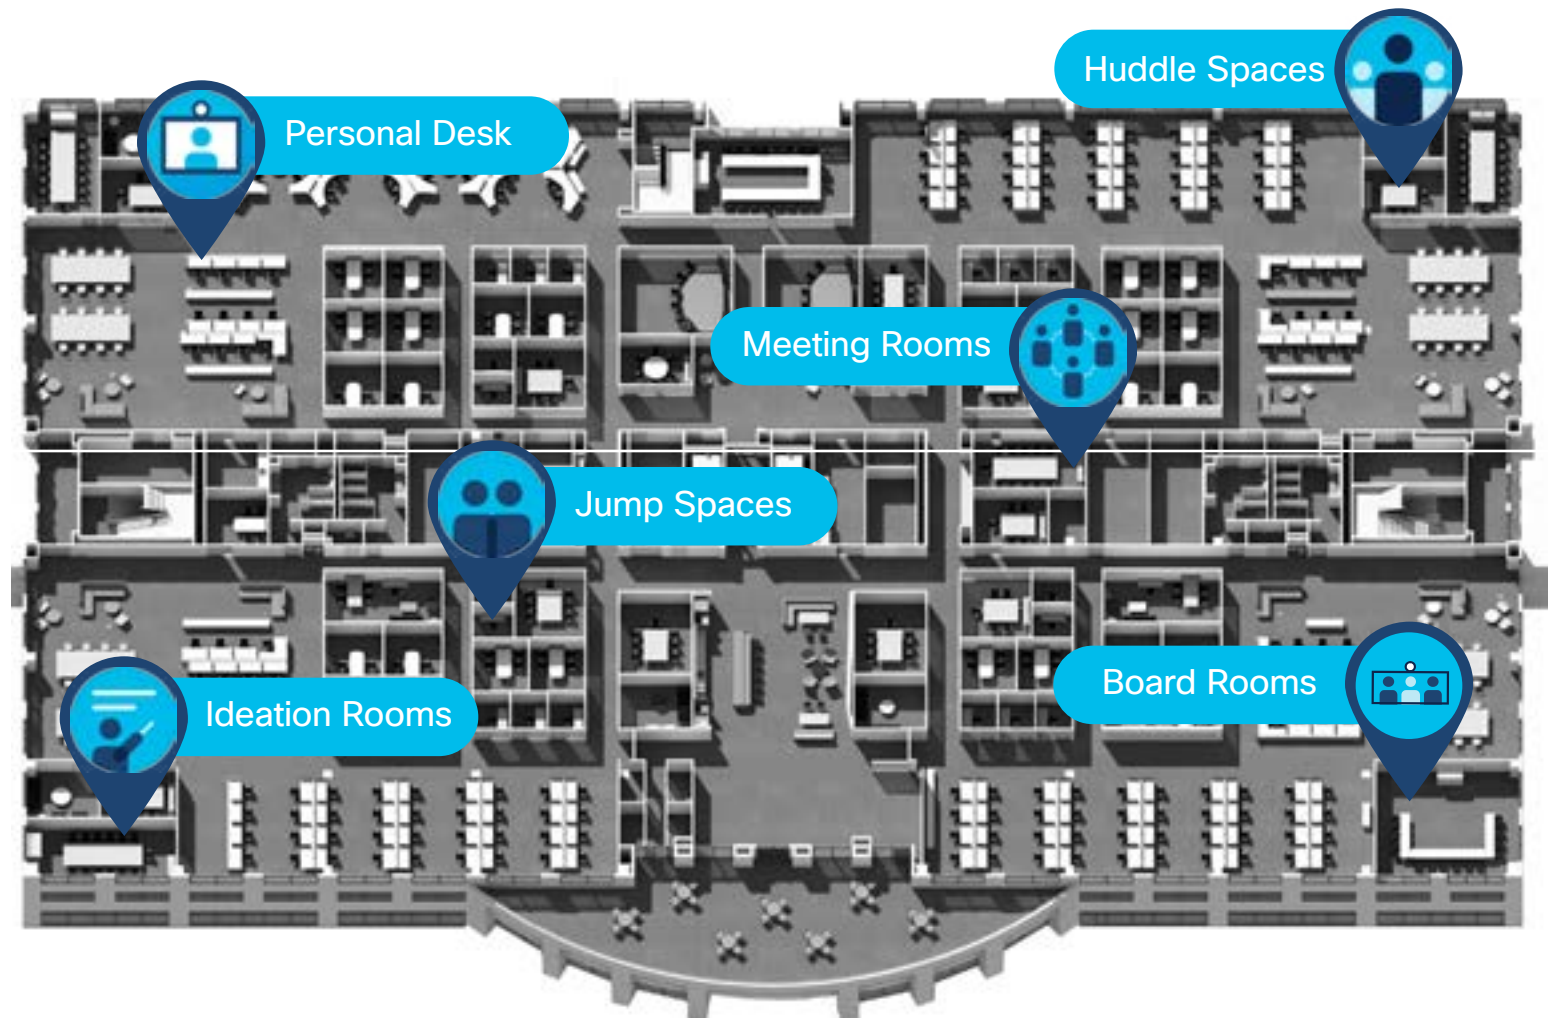 Huddle Spaces
Personal Desk
Meeting Rooms
Jump Spaces
Board Rooms
Ideation Rooms